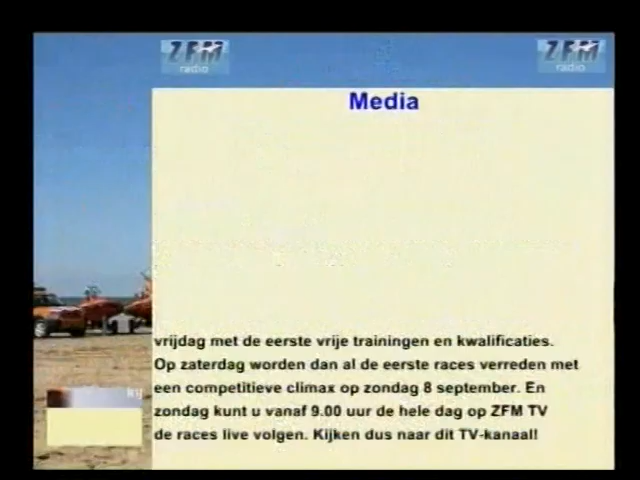 ZFM
radio
ZFM
radio
Media
vrijdag met de eerste vrije trainingen en kwalificaties.
Op zaterdag worden dan al de eerste races verreden met
een competitieve climax op zondag 8 september. En
zondag kunt u vanaf 9.00 uur de hele dag op ZFM TV
de races live volgen. Kijken dus naar dit TV-kanaal!